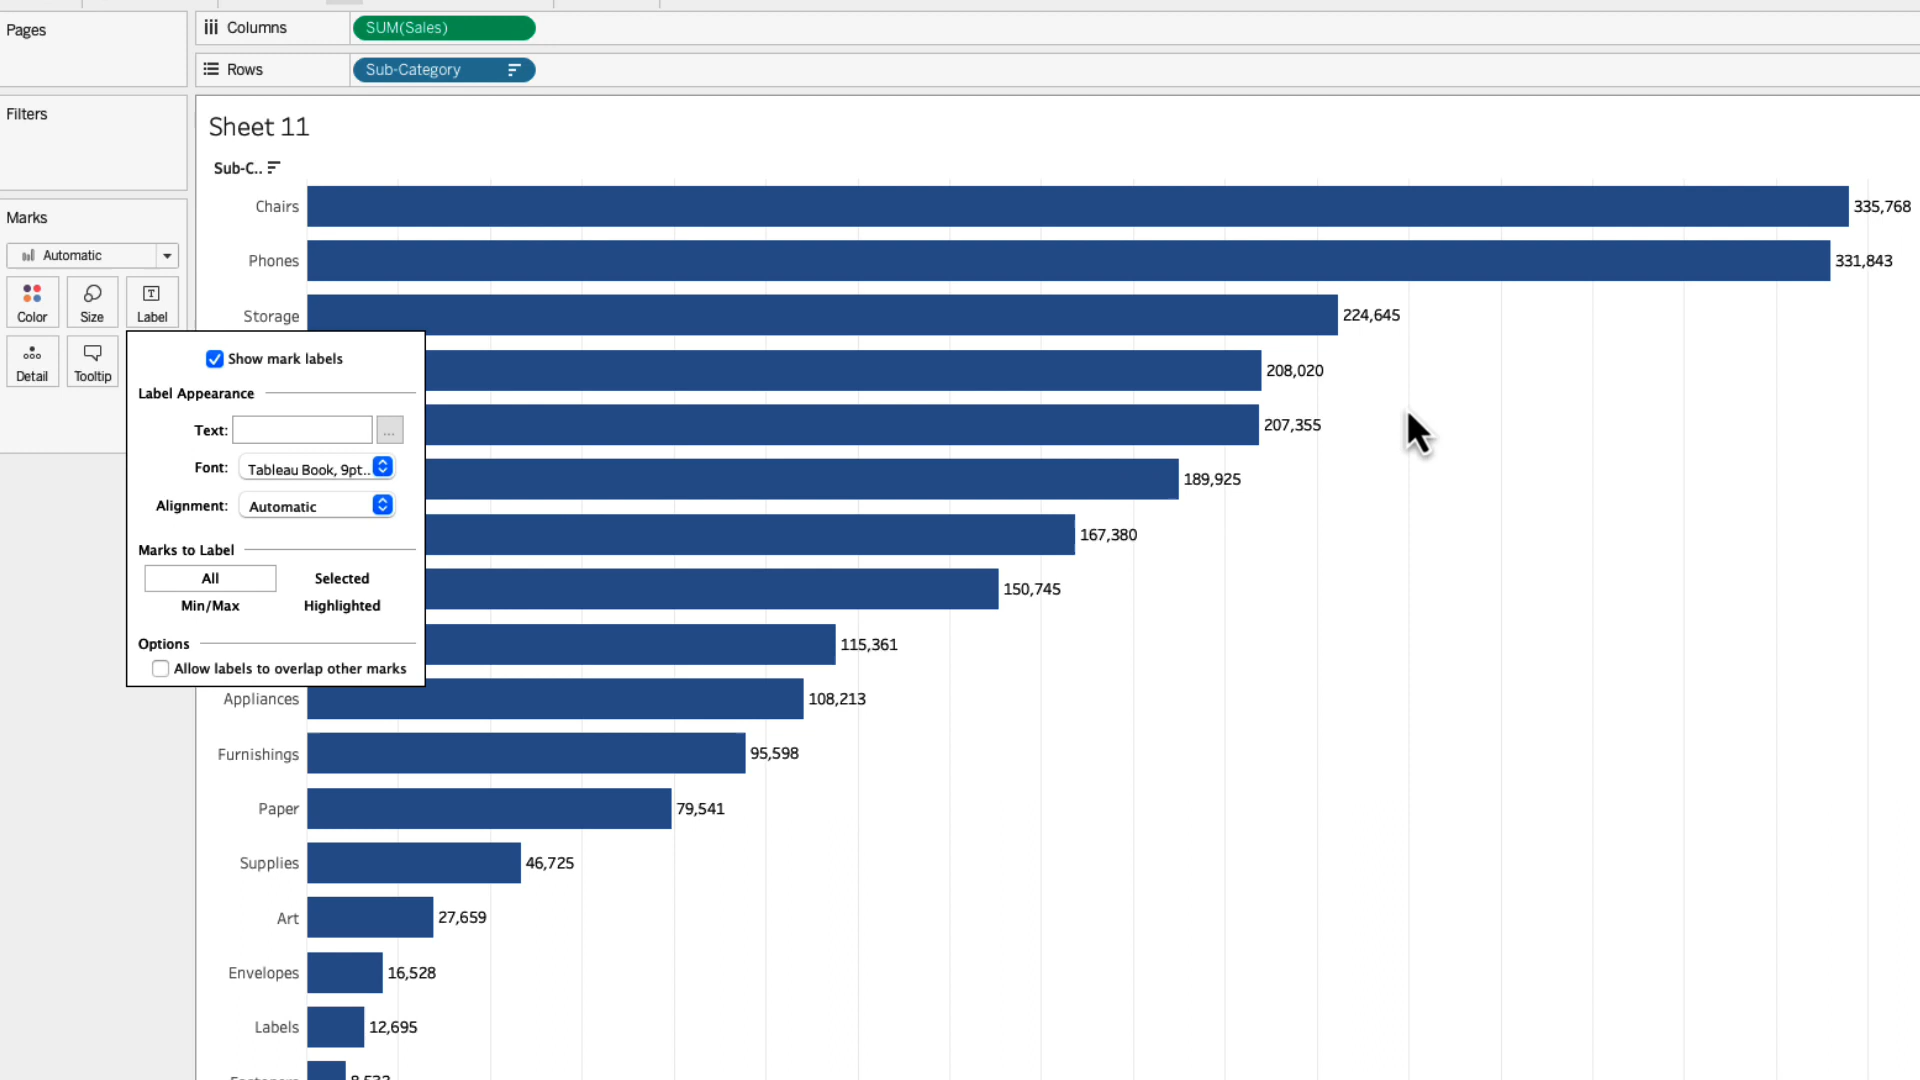 Pages
Columns
SUM(Sales)
Rows
Sub-Category
Filters
Sheet 11
Sub-C..
Marks
Automatic
Color
Size
Label
Detail
Tooltip
Show mark labels
Label Appearance
Text:
...
Font:
Tableau Book, 9pt..
Alignment:
Automatic
Marks to Label
All
Selected
Min/Max
Highlighted
Options
Allow labels to overlap other marks
Chairs 335,768
Phones 331,843
Storage 224,645
208,020
207,355
189,925
167,380
150,745
115,361
Appliances 108,213
Furnishings 95,598
Paper 79,541
Supplies 46,725
Art 27,659
Envelopes 16,528
Labels 12,695